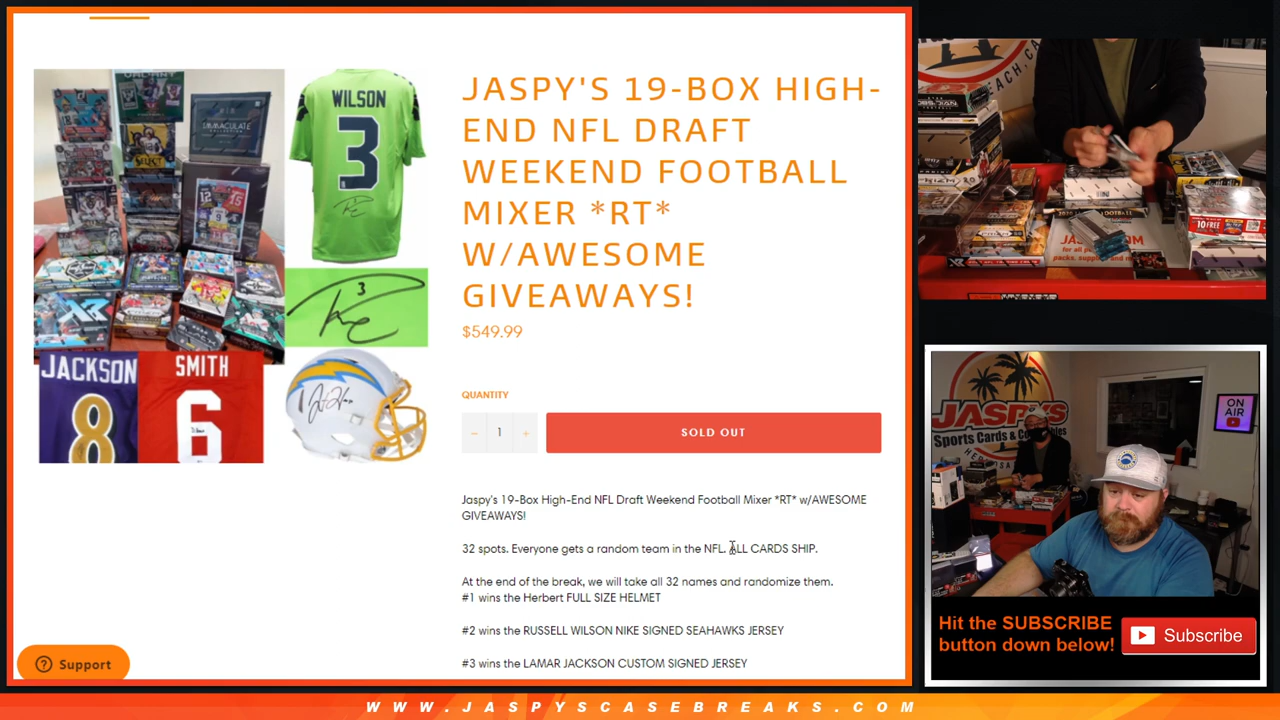 JASPY'S 19-BOX HIGH-
END NFL DRAFT
WEEKEND FOOTBALL
MIXER *RT*
W/AWESOME
GIVEAWAYS!
$549.99
QUANTITY
− 1 +
SOLD OUT
Jaspy's 19-Box High-End NFL Draft Weekend Football Mixer *RT* w/AWESOME
GIVEAWAYS!
32 spots. Everyone gets a random team in the NFL. ALL CARDS SHIP.
At the end of the break, we will take all 32 names and randomize them.
#1 wins the Herbert FULL SIZE HELMET
#2 wins the RUSSELL WILSON NIKE SIGNED SEAHAWKS JERSEY
#3 wins the LAMAR JACKSON CUSTOM SIGNED JERSEY
WILSON
3
IMMACULATE
SELECT
3
JACKSON
8
SMITH
6
Support
JASPY'S
Sports Cards & Collectibles
ON
AIR
Hit the SUBSCRIBE
button down below!
Subscribe
WWW.JASPYSCASEBREAKS.COM